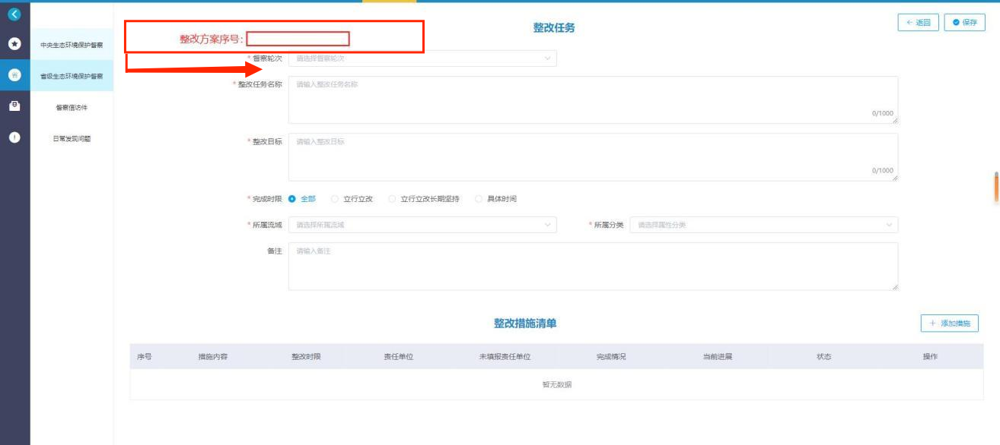 整改任务
返回
保存
整改方案序号:
中央生态环境保护督察
省 省级生态环境保护督察
督察信访件
日常发现问题
* 督察轮次 请选择督察轮次
* 整改任务名称 请输入整改任务名称
0/1000
* 整改目标 请输入整改目标
0/1000
* 完成时限 全部 立行立改 立行立改长期坚持 具体时间
* 所属流域 请选择所属流域 * 所属分类 请选择属性分类
备注 请输入备注
整改措施清单
+ 添加措施
序号 措施内容 整改时限 责任单位 未填报责任单位 完成情况 当前进展 状态 操作
暂无数据